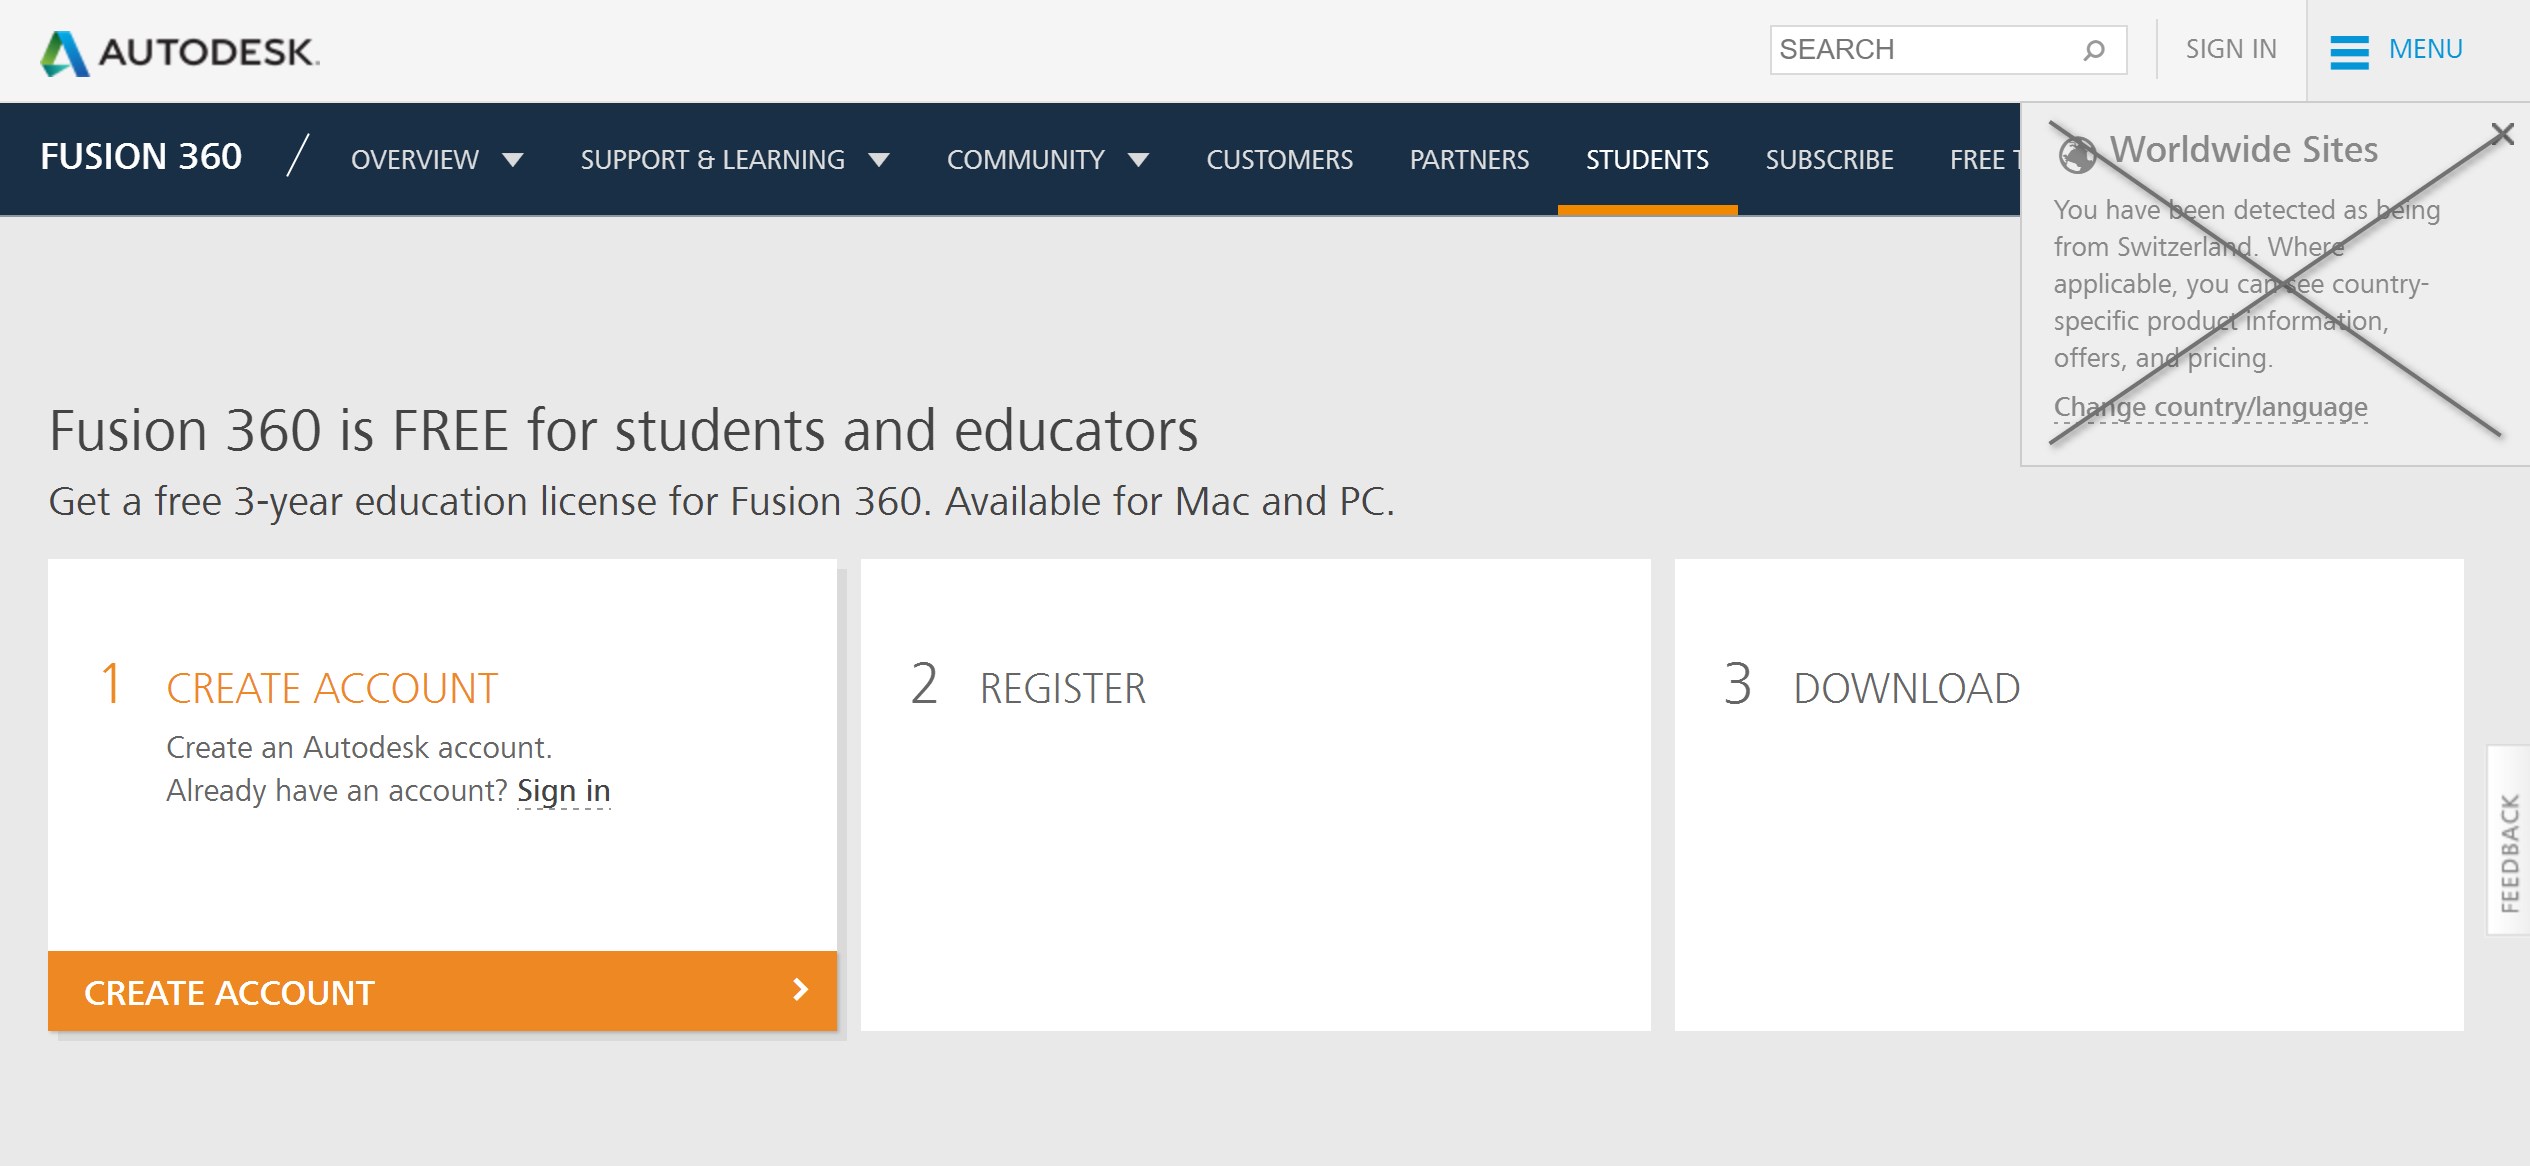 AUTODESK.
SEARCH
SIGN IN
MENU
FUSION 360 / OVERVIEW SUPPORT & LEARNING COMMUNITY CUSTOMERS PARTNERS STUDENTS SUBSCRIBE FREE
Worldwide Sites
You have been detected as being
from Switzerland. Where
applicable, you can see country-
specific product information,
offers, and pricing.
Change country/language
Fusion 360 is FREE for students and educators
Get a free 3-year education license for Fusion 360. Available for Mac and PC.
1 CREATE ACCOUNT
Create an Autodesk account.
Already have an account? Sign in
CREATE ACCOUNT
2 REGISTER
3 DOWNLOAD
FEEDBACK